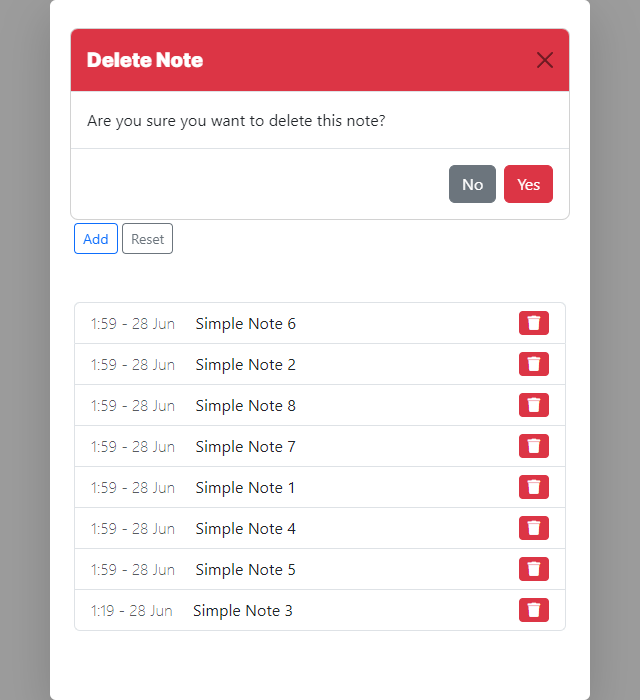 Delete Note
Are you sure you want to delete this note?
No Yes
Add Reset
1:59 - 28 Jun Simple Note 6
1:59 - 28 Jun Simple Note 2
1:59 - 28 Jun Simple Note 8
1:59 - 28 Jun Simple Note 7
1:59 - 28 Jun Simple Note 1
1:59 - 28 Jun Simple Note 4
1:59 - 28 Jun Simple Note 5
1:19 - 28 Jun Simple Note 3